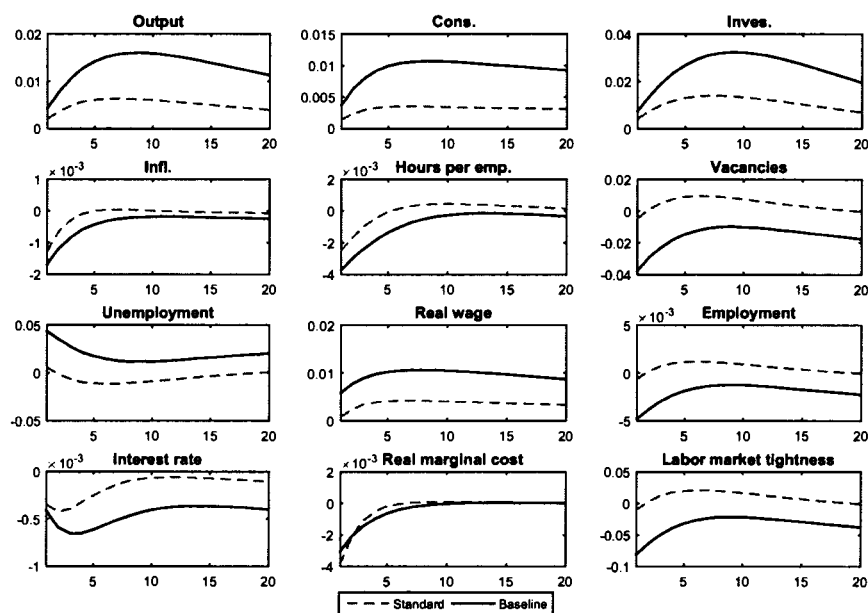 Output Cons. Inves.
0.02 0.015 0.04
0.01 0.01 0.02
0.005
0 0 0
5 10 15 20 5 10 15 20 5 10 15 20
×10⁻³ Infl. ×10⁻³ Hours per emp. Vacancies
1 2 0.02
0 0 0
-1 -2 -0.02
-2 -4 -0.04
5 10 15 20 5 10 15 20 5 10 15 20
Unemployment Real wage ×10⁻³ Employment
0.05 0.02 5
0 0.01 0
-0.05 0 -5
5 10 15 20 5 10 15 20 5 10 15 20
×10⁻³ Interest rate ×10⁻³ Real marginal cost Labor market tightness
0 2 0.05
-0.5 0 0
-2 -0.05
-1 -4 -0.1
5 10 15 20 5 10 15 20 5 10 15 20
Standard Baseline